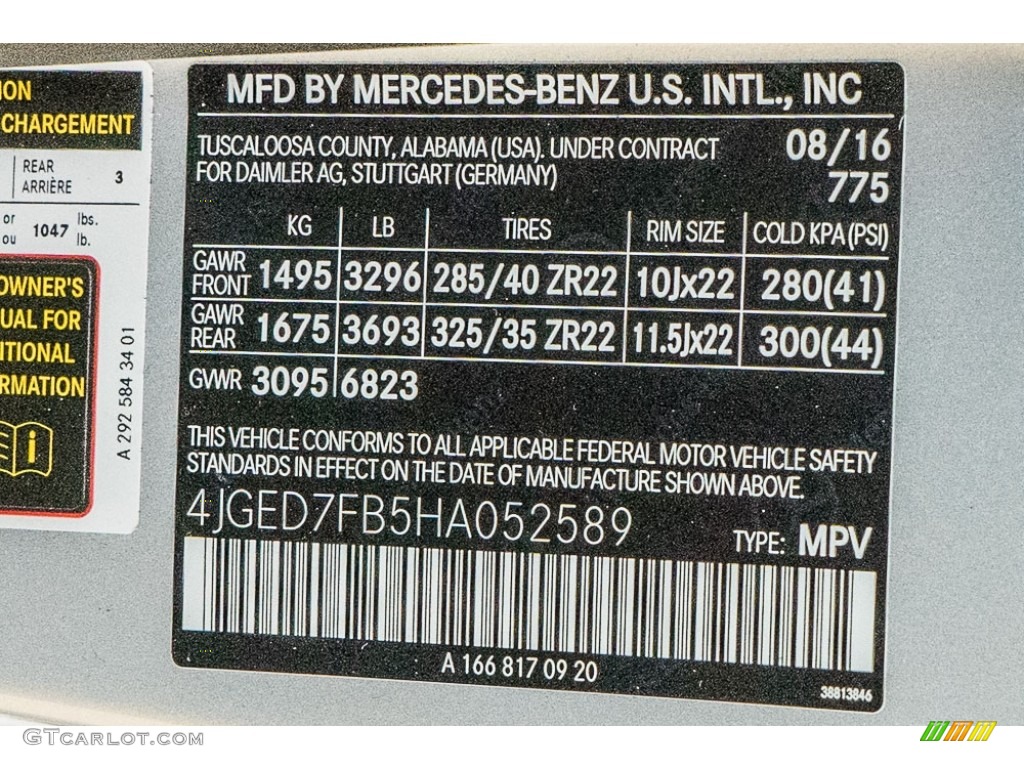 ION
CHARGEMENT
REAR
ARRIÈRE 3
or
ou 1047 lbs.
lb.
OWNER'S
UAL FOR
ITIONAL
RMATION
i
A 292 584 34 01
MFD BY MERCEDES-BENZ U.S. INTL., INC
TUSCALOOSA COUNTY, ALABAMA (USA). UNDER CONTRACT
FOR DAIMLER AG, STUTTGART (GERMANY)
08/16
775
KG LB TIRES RIM SIZE COLD KPA (PSI)
GAWR
FRONT 1495 3296 285/40 ZR22 10Jx22 280(41)
GAWR
REAR 1675 3693 325/35 ZR22 11.5Jx22 300(44)
GVWR 3095 6823
THIS VEHICLE CONFORMS TO ALL APPLICABLE FEDERAL MOTOR VEHICLE SAFETY
STANDARDS IN EFFECT ON THE DATE OF MANUFACTURE SHOWN ABOVE.
4JGED7FB5HA052589
TYPE: MPV
A 166 817 09 20
38813846
GTCARLOT.COM